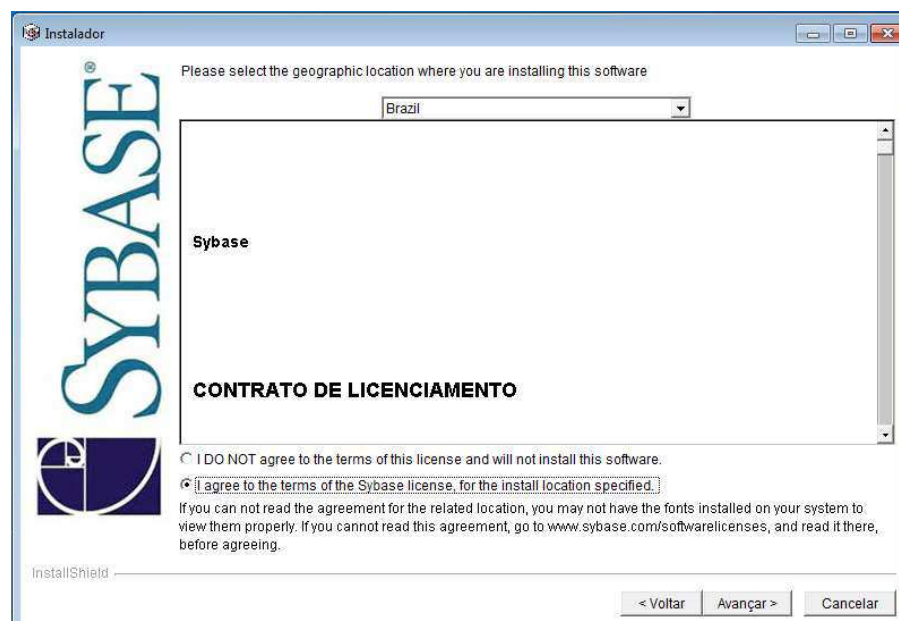 Instalador
SYBASE®
Please select the geographic location where you are installing this software
Brazil
Sybase
CONTRATO DE LICENCIAMENTO
I DO NOT agree to the terms of this license and will not install this software.
I agree to the terms of the Sybase license, for the install location specified.
If you can not read the agreement for the related location, you may not have the fonts installed on your system to
view them properly. If you cannot read this agreement, go to www.sybase.com/softwarelicenses, and read it there,
before agreeing.
InstallShield
< Voltar
Avançar >
Cancelar